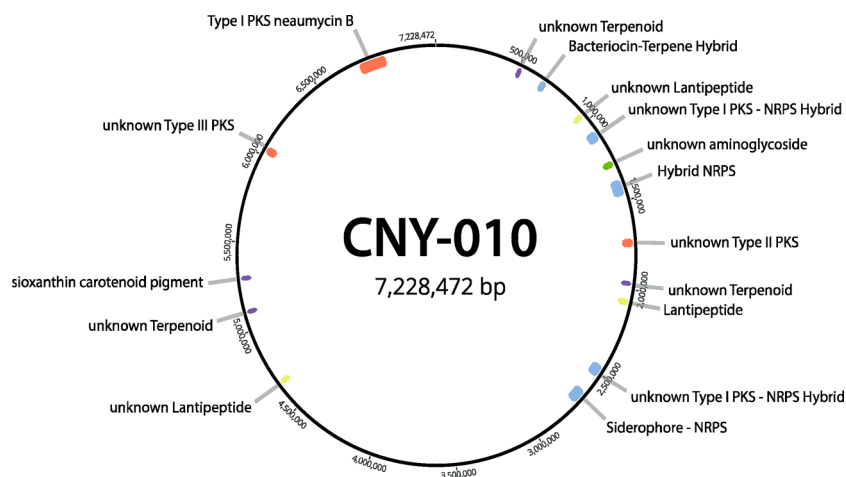 Type I PKS neaumycin B
7,228,472
500,000
unknown Terpenoid
Bacteriocin-Terpene Hybrid
6,500,000
unknown Lantipeptide
1,000,000
unknown Type I PKS - NRPS Hybrid
unknown Type III PKS
6,000,000
unknown aminoglycoside
Hybrid NRPS
1,500,000
CNY-010
7,228,472 bp
5,500,000
unknown Type II PKS
sioxanthin carotenoid pigment
unknown Terpenoid
2,000,000
Lantipeptide
unknown Terpenoid
5,000,000
2,500,000
unknown Type I PKS - NRPS Hybrid
unknown Lantipeptide
4,500,000
Siderophore - NRPS
3,000,000
4,000,000
3,500,000